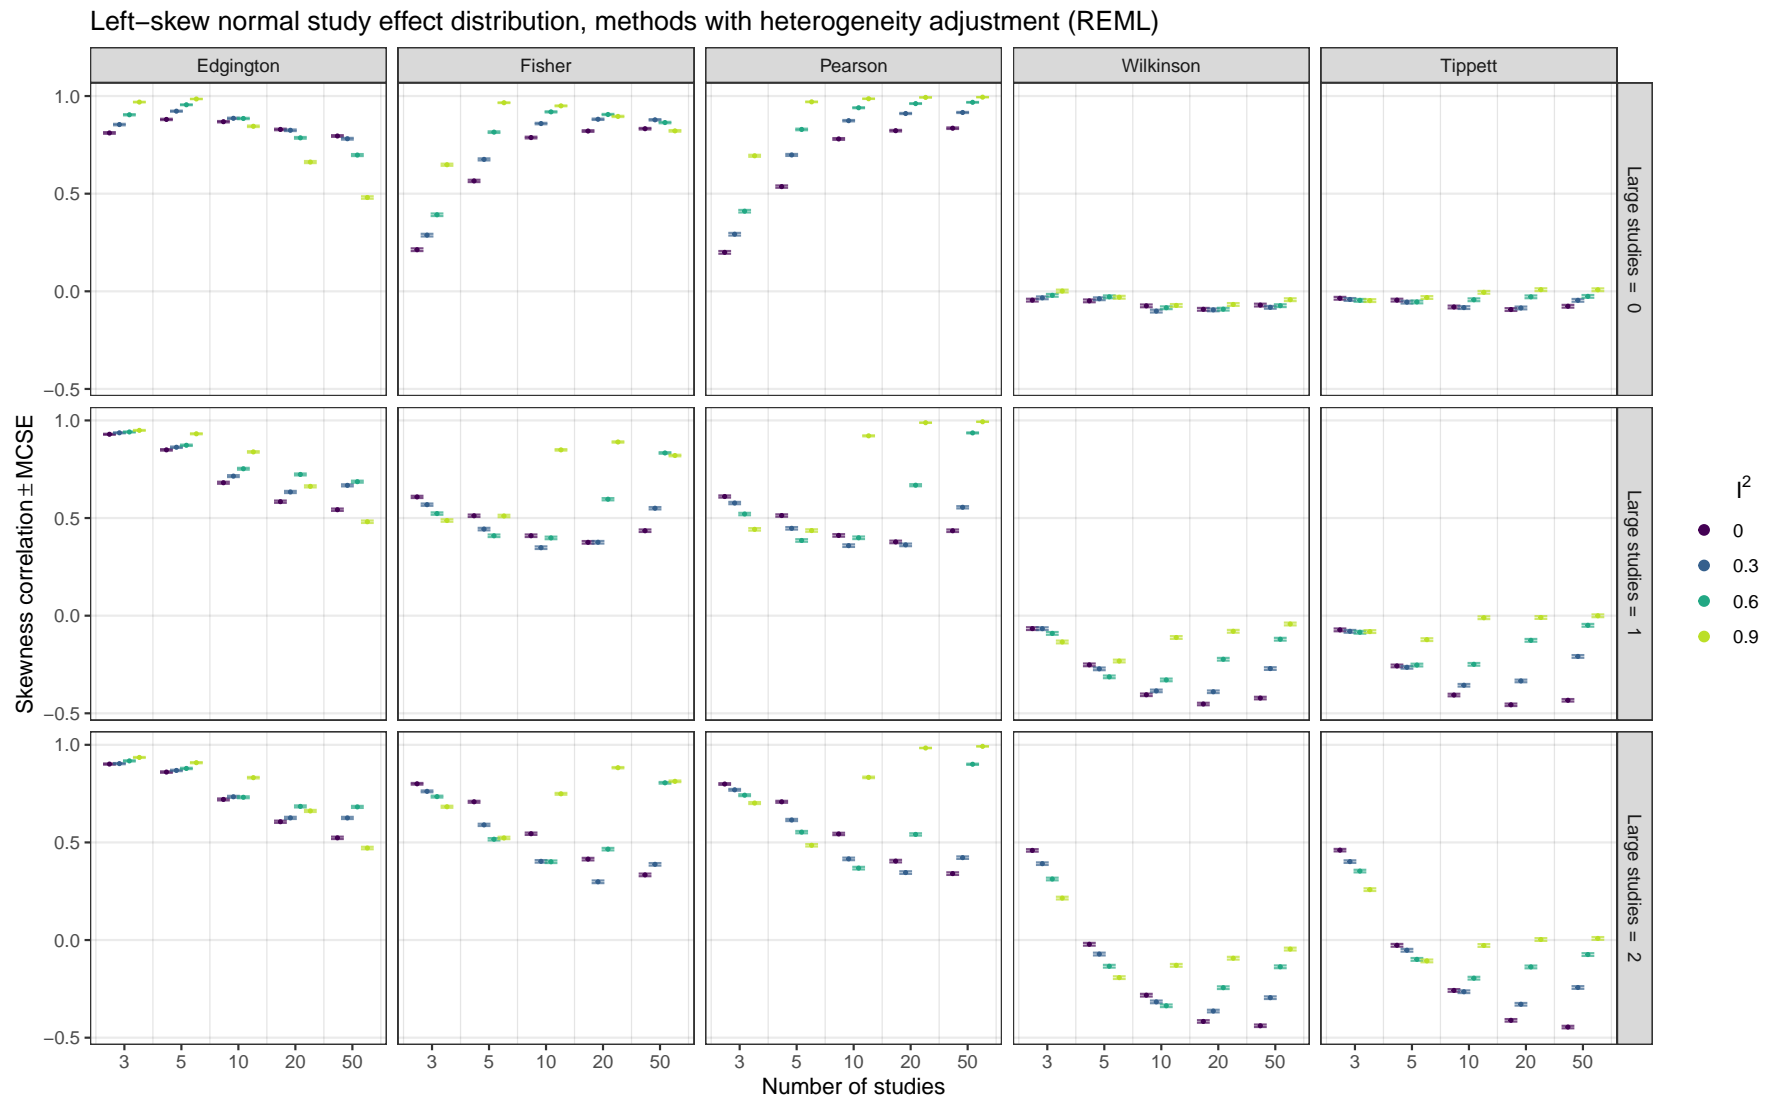 Left−skew normal study effect distribution, methods with heterogeneity adjustment (REML)
Edgington Fisher Pearson Wilkinson Tippett
1.0
0.5
0.0
−0.5
Large studies = 0
1.0
0.5
0.0
−0.5
Large studies = 1
1.0
0.5
0.0
−0.5
Large studies = 2
Skewness correlation ± MCSE
3 5 10 20 50 3 5 10 20 50 3 5 10 20 50 3 5 10 20 50 3 5 10 20 50
Number of studies
I²
0
0.3
0.6
0.9